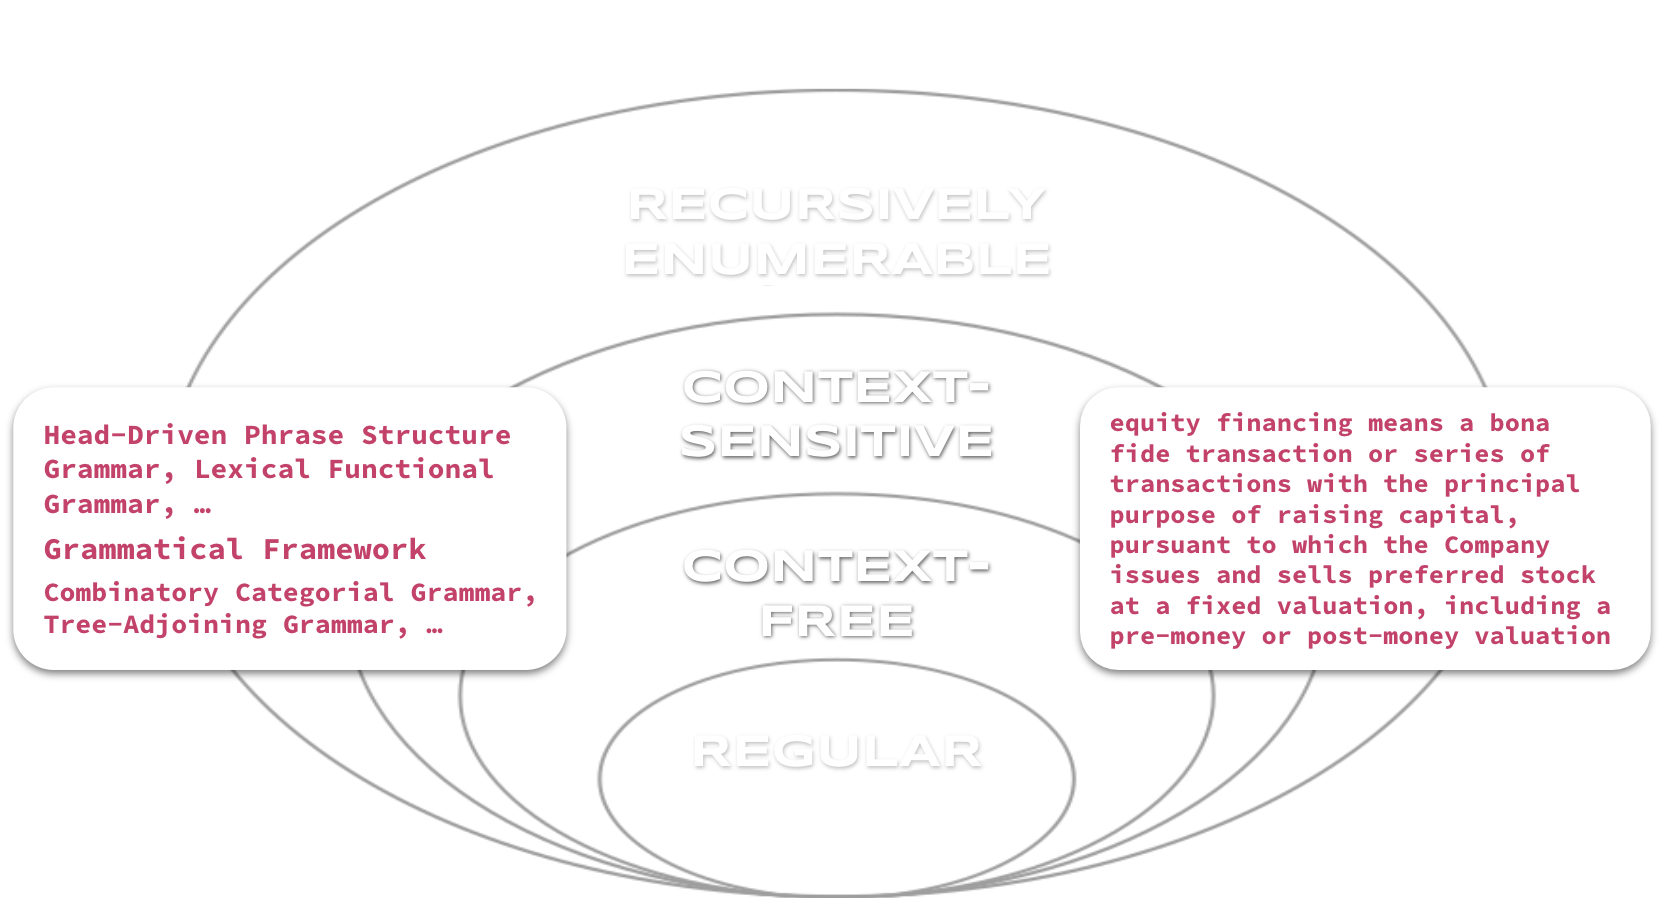 RECURSIVELY
ENUMERABLE
CONTEXT-
SENSITIVE
CONTEXT-
FREE
REGULAR
Head-Driven Phrase Structure
Grammar, Lexical Functional
Grammar, …
Grammatical Framework
Combinatory Categorial Grammar,
Tree-Adjoining Grammar, …
equity financing means a bona
fide transaction or series of
transactions with the principal
purpose of raising capital,
pursuant to which the Company
issues and sells preferred stock
at a fixed valuation, including a
pre-money or post-money valuation